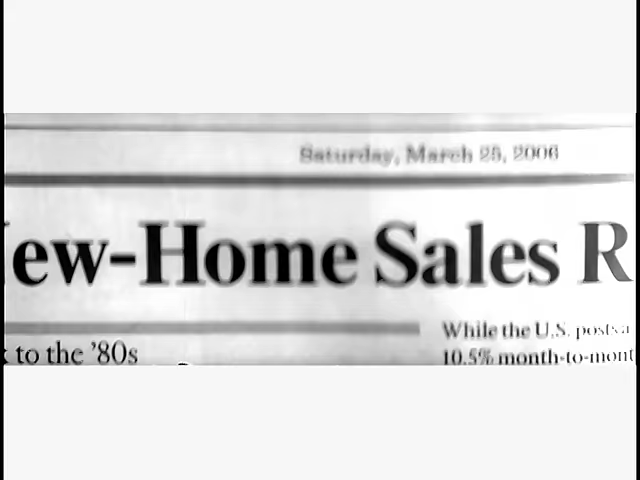 Saturday, March 25, 2006
ew-Home Sales R
to the '80s
While the U.S. posts a
10.5% month-to-mont